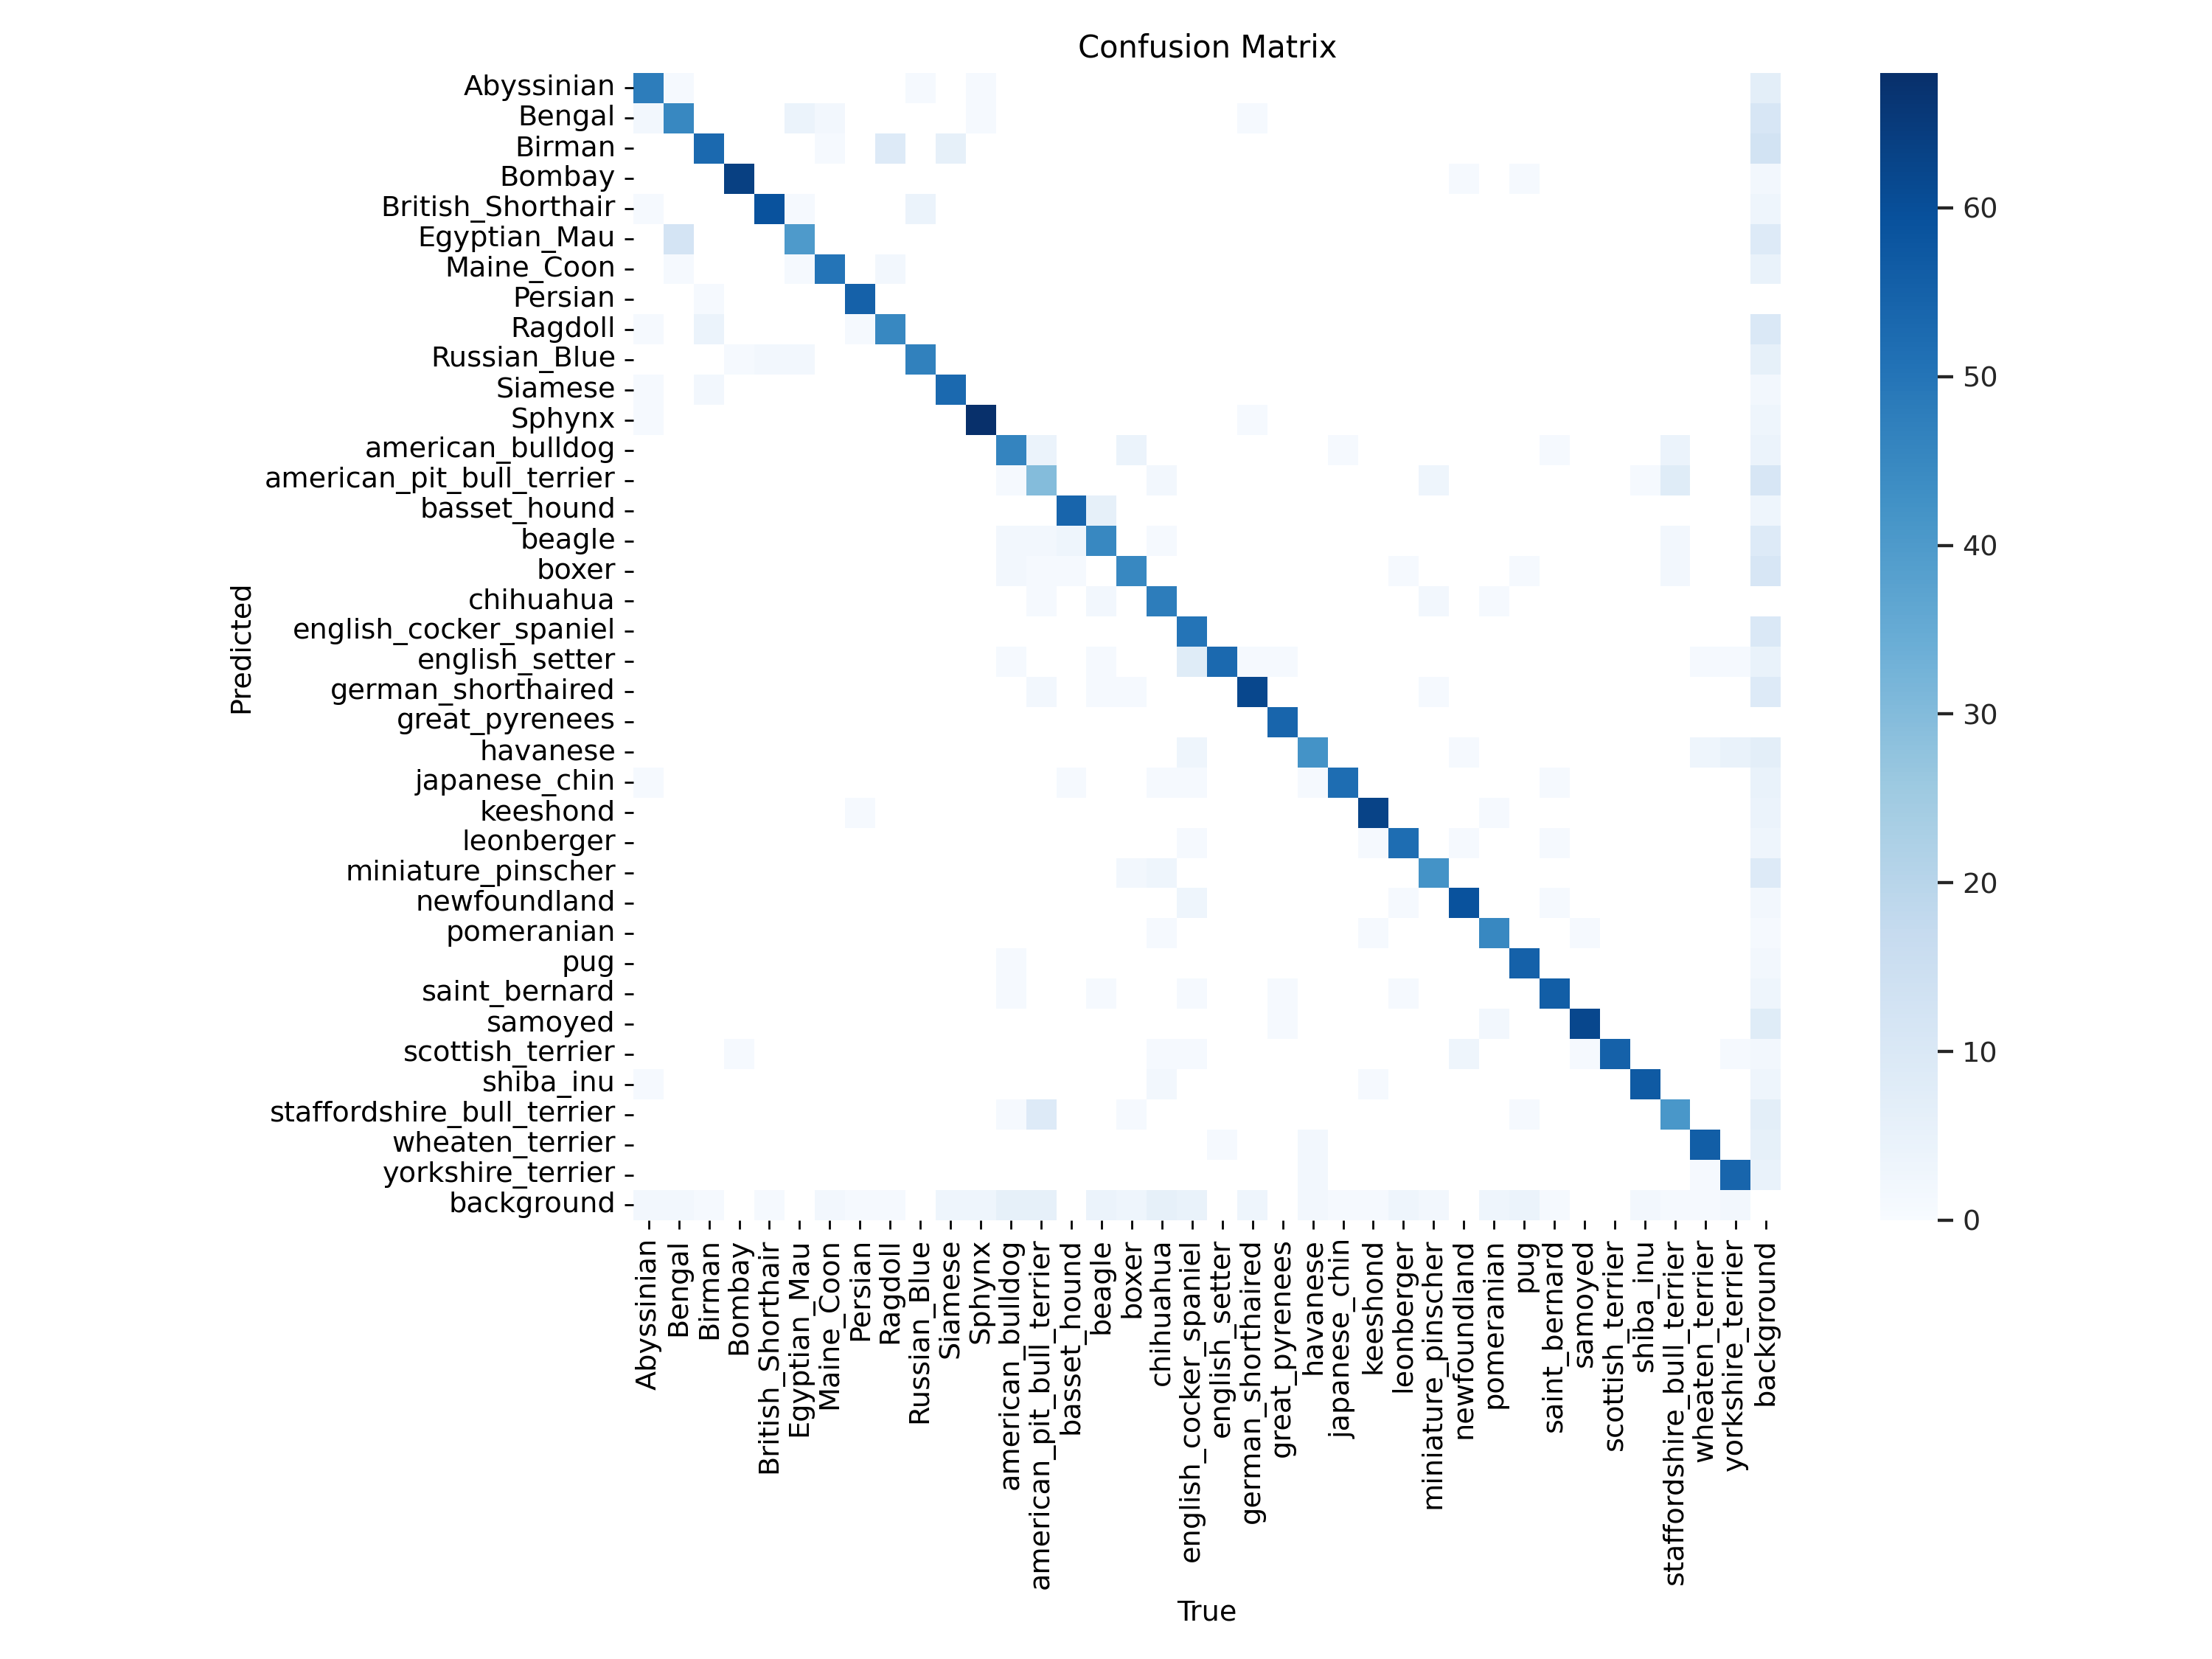 Confusion Matrix
Abyssinian
Bengal
Birman
Bombay
British_Shorthair
Egyptian_Mau
Maine_Coon
Persian
Ragdoll
Russian_Blue
Siamese
Sphynx
american_bulldog
american_pit_bull_terrier
basset_hound
beagle
boxer
chihuahua
english_cocker_spaniel
english_setter
german_shorthaired
great_pyrenees
havanese
japanese_chin
keeshond
leonberger
miniature_pinscher
newfoundland
pomeranian
pug
saint_bernard
samoyed
scottish_terrier
shiba_inu
staffordshire_bull_terrier
wheaten_terrier
yorkshire_terrier
background
Predicted
Abyssinian
Bengal
Birman
Bombay
British_Shorthair
Egyptian_Mau
Maine_Coon
Persian
Ragdoll
Russian_Blue
Siamese
Sphynx
american_bulldog
american_pit_bull_terrier
basset_hound
beagle
boxer
chihuahua
english_cocker_spaniel
english_setter
german_shorthaired
great_pyrenees
havanese
japanese_chin
keeshond
leonberger
miniature_pinscher
newfoundland
pomeranian
pug
saint_bernard
samoyed
scottish_terrier
shiba_inu
staffordshire_bull_terrier
wheaten_terrier
yorkshire_terrier
background
True
60
50
40
30
20
10
0